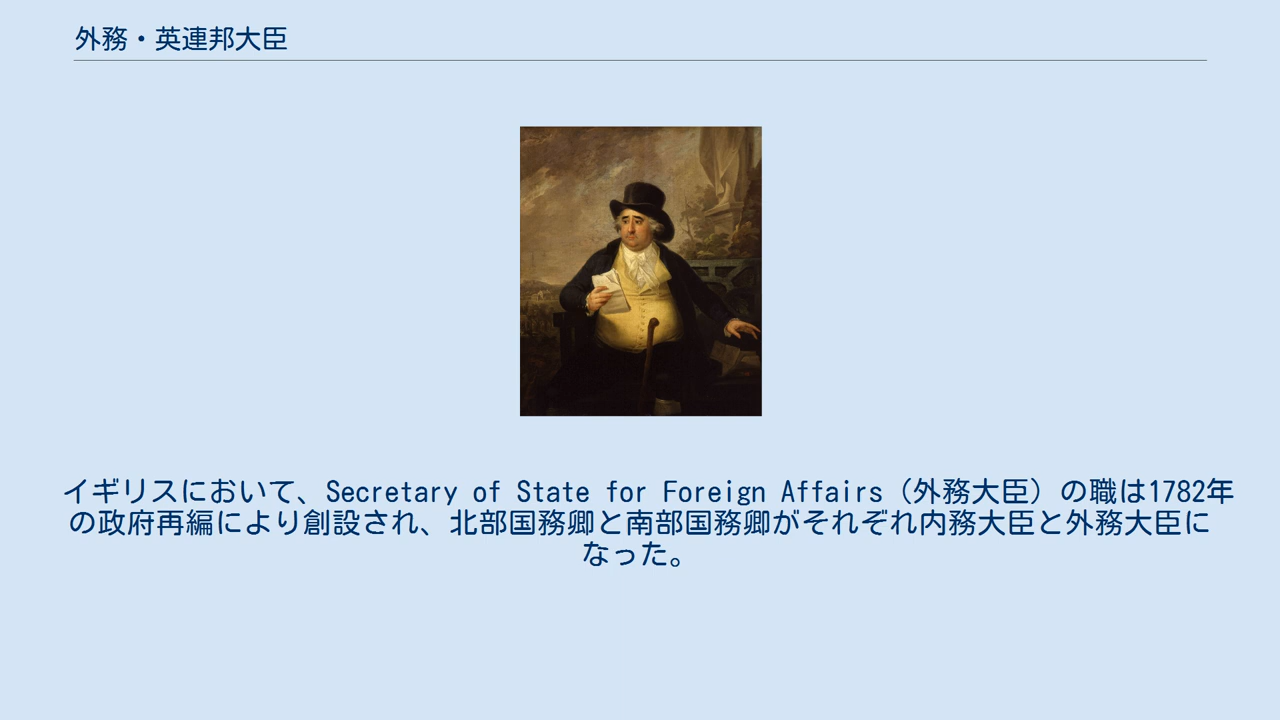 外務・英連邦大臣
イギリスにおいて、Secretary of State for Foreign Affairs（外務大臣）の職は1782年
の政府再編により創設され、北部国務卿と南部国務卿がそれぞれ内務大臣と外務大臣に
なった。